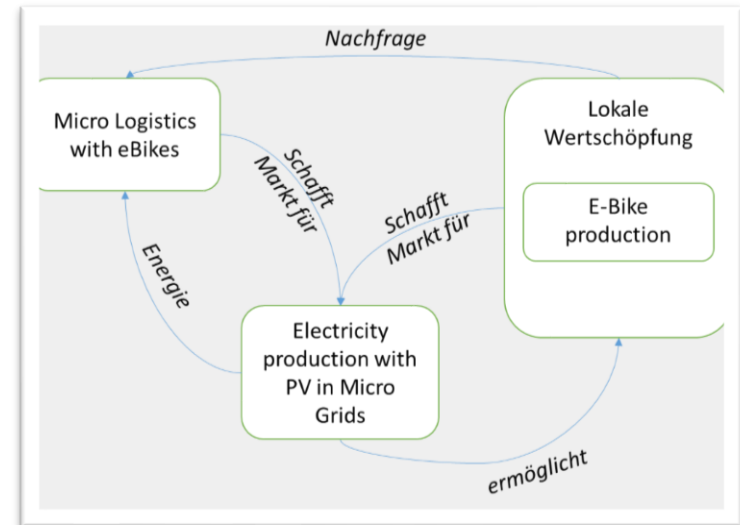 Nachfrage
Micro Logistics
with eBikes
Lokale
Wertschöpfung
Schafft
Markt für
Schafft
Markt für
E-Bike
production
Energie
Electricity
production with
PV in Micro
Grids
ermöglicht